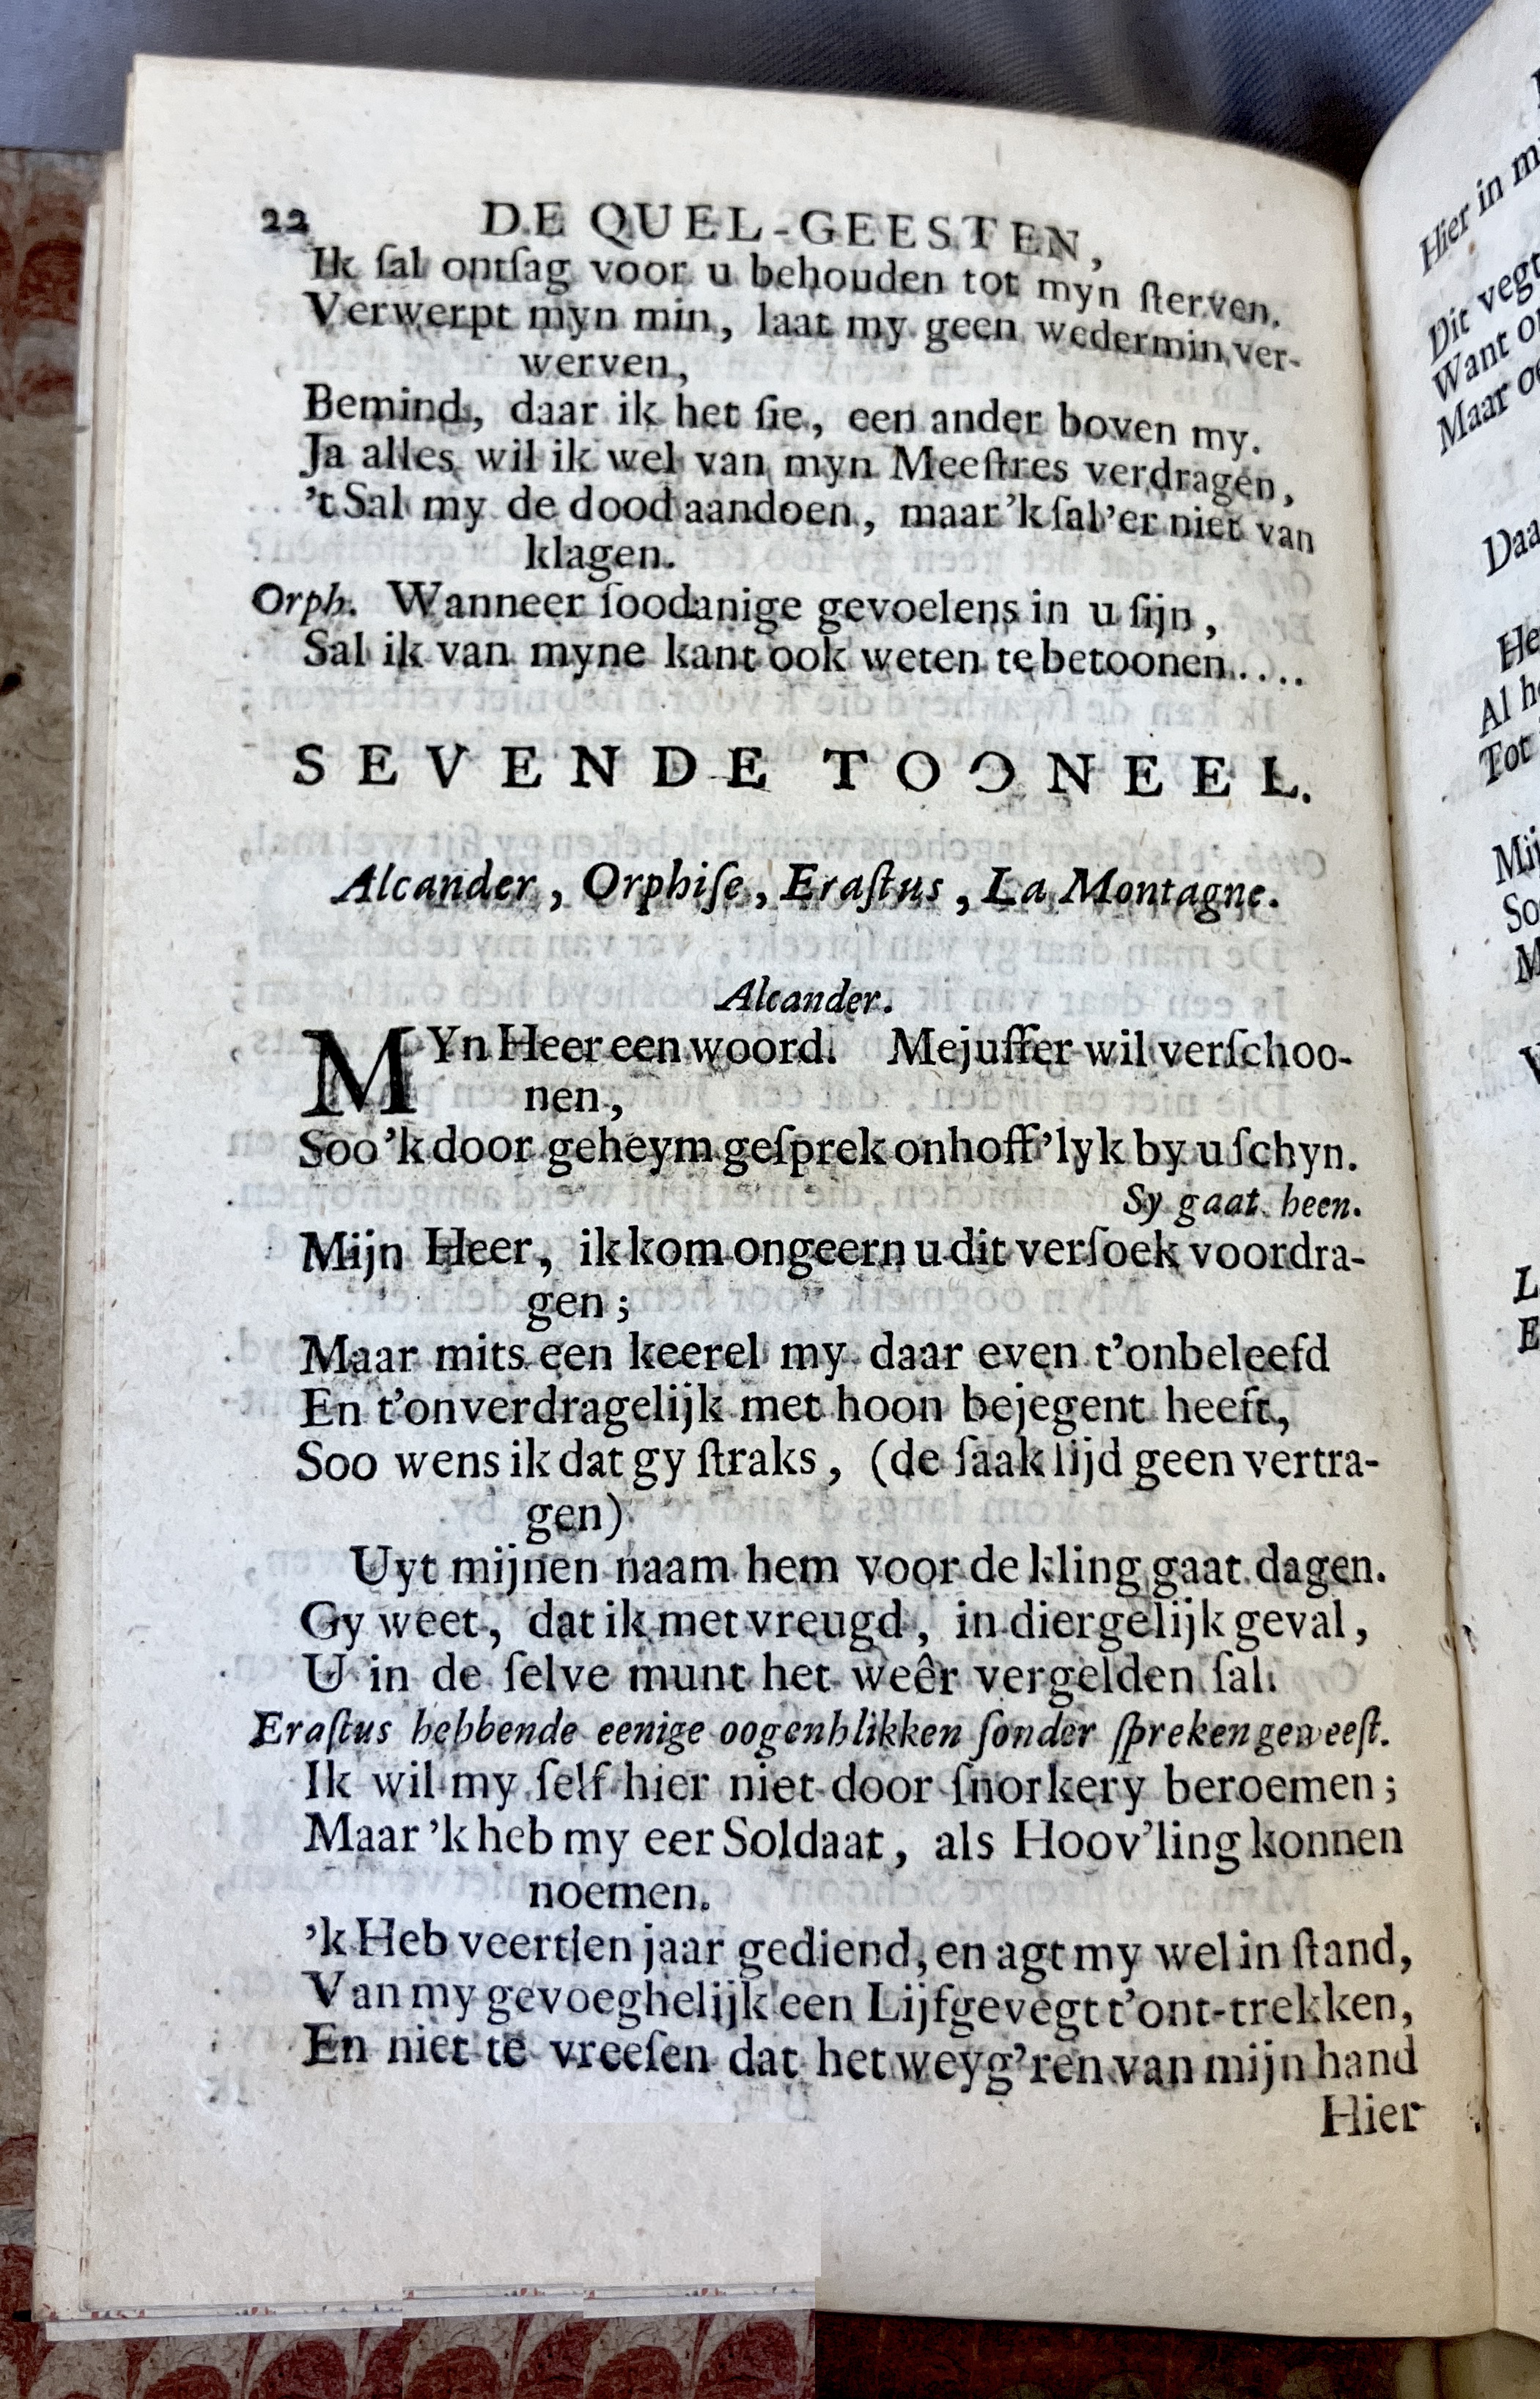 22 DE QUEL-GEESTEN,
Ik ſal ontſag voor u behouden tot myn ſterven.
Verwerpt myn min, laat my geen wedermin ver-
werven,
Bemind, daar ik het ſie, een ander boven my.
Ja alles wil ik wel van myn Meeſtres verdragen,
't Sal my de dood aandoen, maar 'k ſal 'er niet van
klagen.
Orph. Wanneer ſoodanige gevoelens in u ſijn,
Sal ik van myne kant ook weten te betoonen....
SEVENDE TOONEEL.
Alcander, Orphiſe, Eraſtus, La Montagne.
Alcander.
MYn Heer een woord. Mejuffer wil verſchoo-
nen,
Soo 'k door geheym geſprek onhoff'lyk by u ſchyn.
Sy gaat heen.
Mijn Heer, ik kom ongeern u dit verſoek voordra-
gen;
Maar mits een keerel my daar even t'onbeleefd
En t'onverdragelijk met hoon bejegent heeft,
Soo wens ik dat gy ſtraks, (de ſaak lijd geen vertra-
gen)
Uyt mijnen naam hem voor de kling gaat dagen.
Gy weet, dat ik met vreugd, in diergelijk geval,
U in de ſelve munt het weêr vergelden ſal.
Eraſtus hebbende eenige oogenblikken ſonder ſpreken geweeſt.
Ik wil my ſelf hier niet door ſnorkery beroemen;
Maar 'k heb my eer Soldaat, als Hoov'ling konnen
noemen.
'k Heb veertien jaar gediend, en agt my wel in ſtand,
Van my gevoeghelijk een Lijfgevegt t'ont-trekken,
En niet te vreeſen dat het weyg'ren van mijn hand
Hier
Hier in
Dit vegt
Want
Maar
Al
Tot